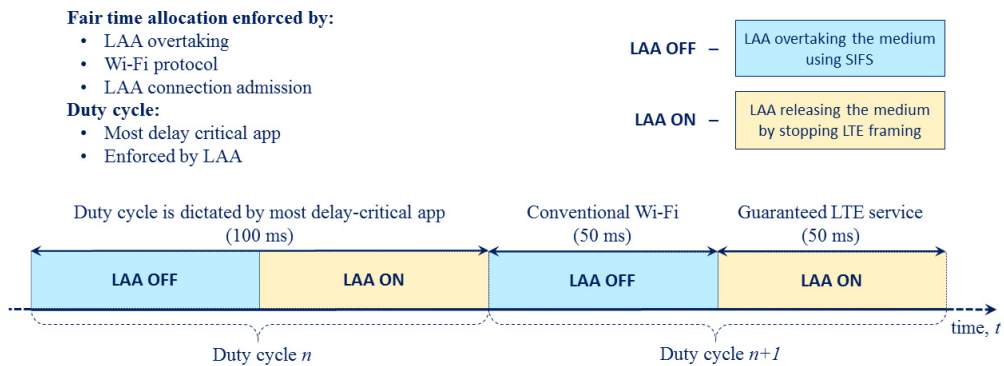 Fair time allocation enforced by:
• LAA overtaking
• Wi-Fi protocol
• LAA connection admission
Duty cycle:
• Most delay critical app
• Enforced by LAA
LAA OFF –
LAA overtaking the medium
using SIFS
LAA ON –
LAA releasing the medium
by stopping LTE framing
Duty cycle is dictated by most delay-critical app
(100 ms)
Conventional Wi-Fi
(50 ms)
Guaranteed LTE service
(50 ms)
LAA OFF
LAA ON
LAA OFF
LAA ON
time, t
Duty cycle n
Duty cycle n+1